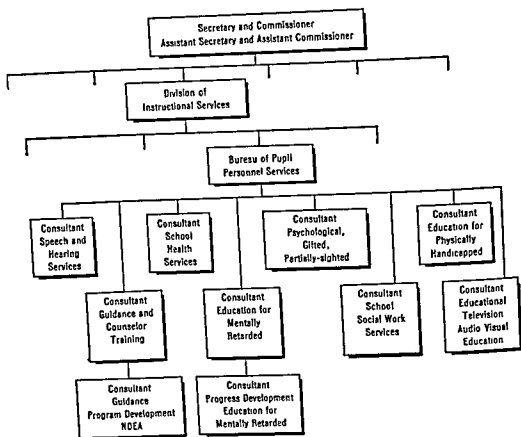 Secretary and Commissioner
Assistant Secretary and Assistant Commissioner
Division of
Instructional Services
Bureau of Pupil
Personnel Services
Consultant
Speech and
Hearing
Services
Consultant
School
Health
Services
Consultant
Psychological,
Gifted,
Partially-sighted
Consultant
Education for
Physically
Handicapped
Consultant
Guidance and
Counselor
Training
Consultant
Education for
Mentally
Retarded
Consultant
School
Social Work
Services
Consultant
Educational
Television
Audio Visual
Education
Consultant
Guidance
Program Development
NDEA
Consultant
Progress Development
Education for
Mentally Retarded